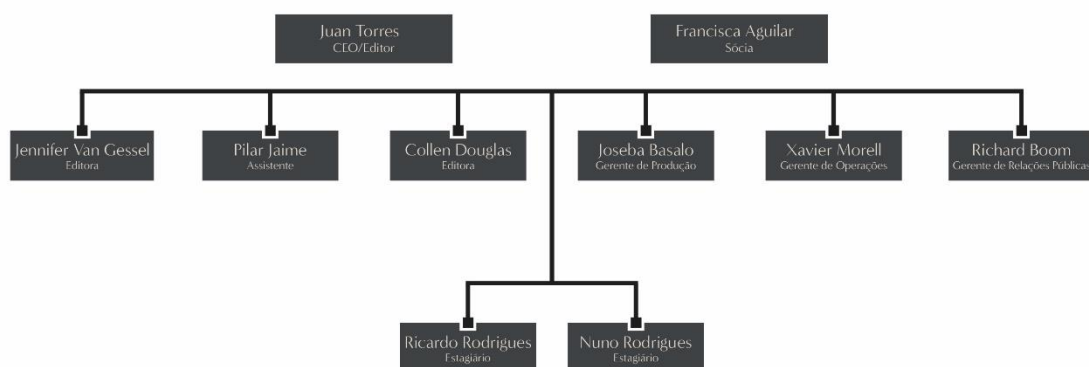 Juan Torres
CEO/Editor
Francisca Aguilar
Sócia
Jennifer Van Gessel
Editora
Pilar Jaime
Assistente
Collen Douglas
Editora
Joseba Basalo
Gerente de Produção
Xavier Morell
Gerente de Operações
Richard Boom
Gerente de Relações Públicas
Ricardo Rodrigues
Estagiário
Nuno Rodrigues
Estagiário